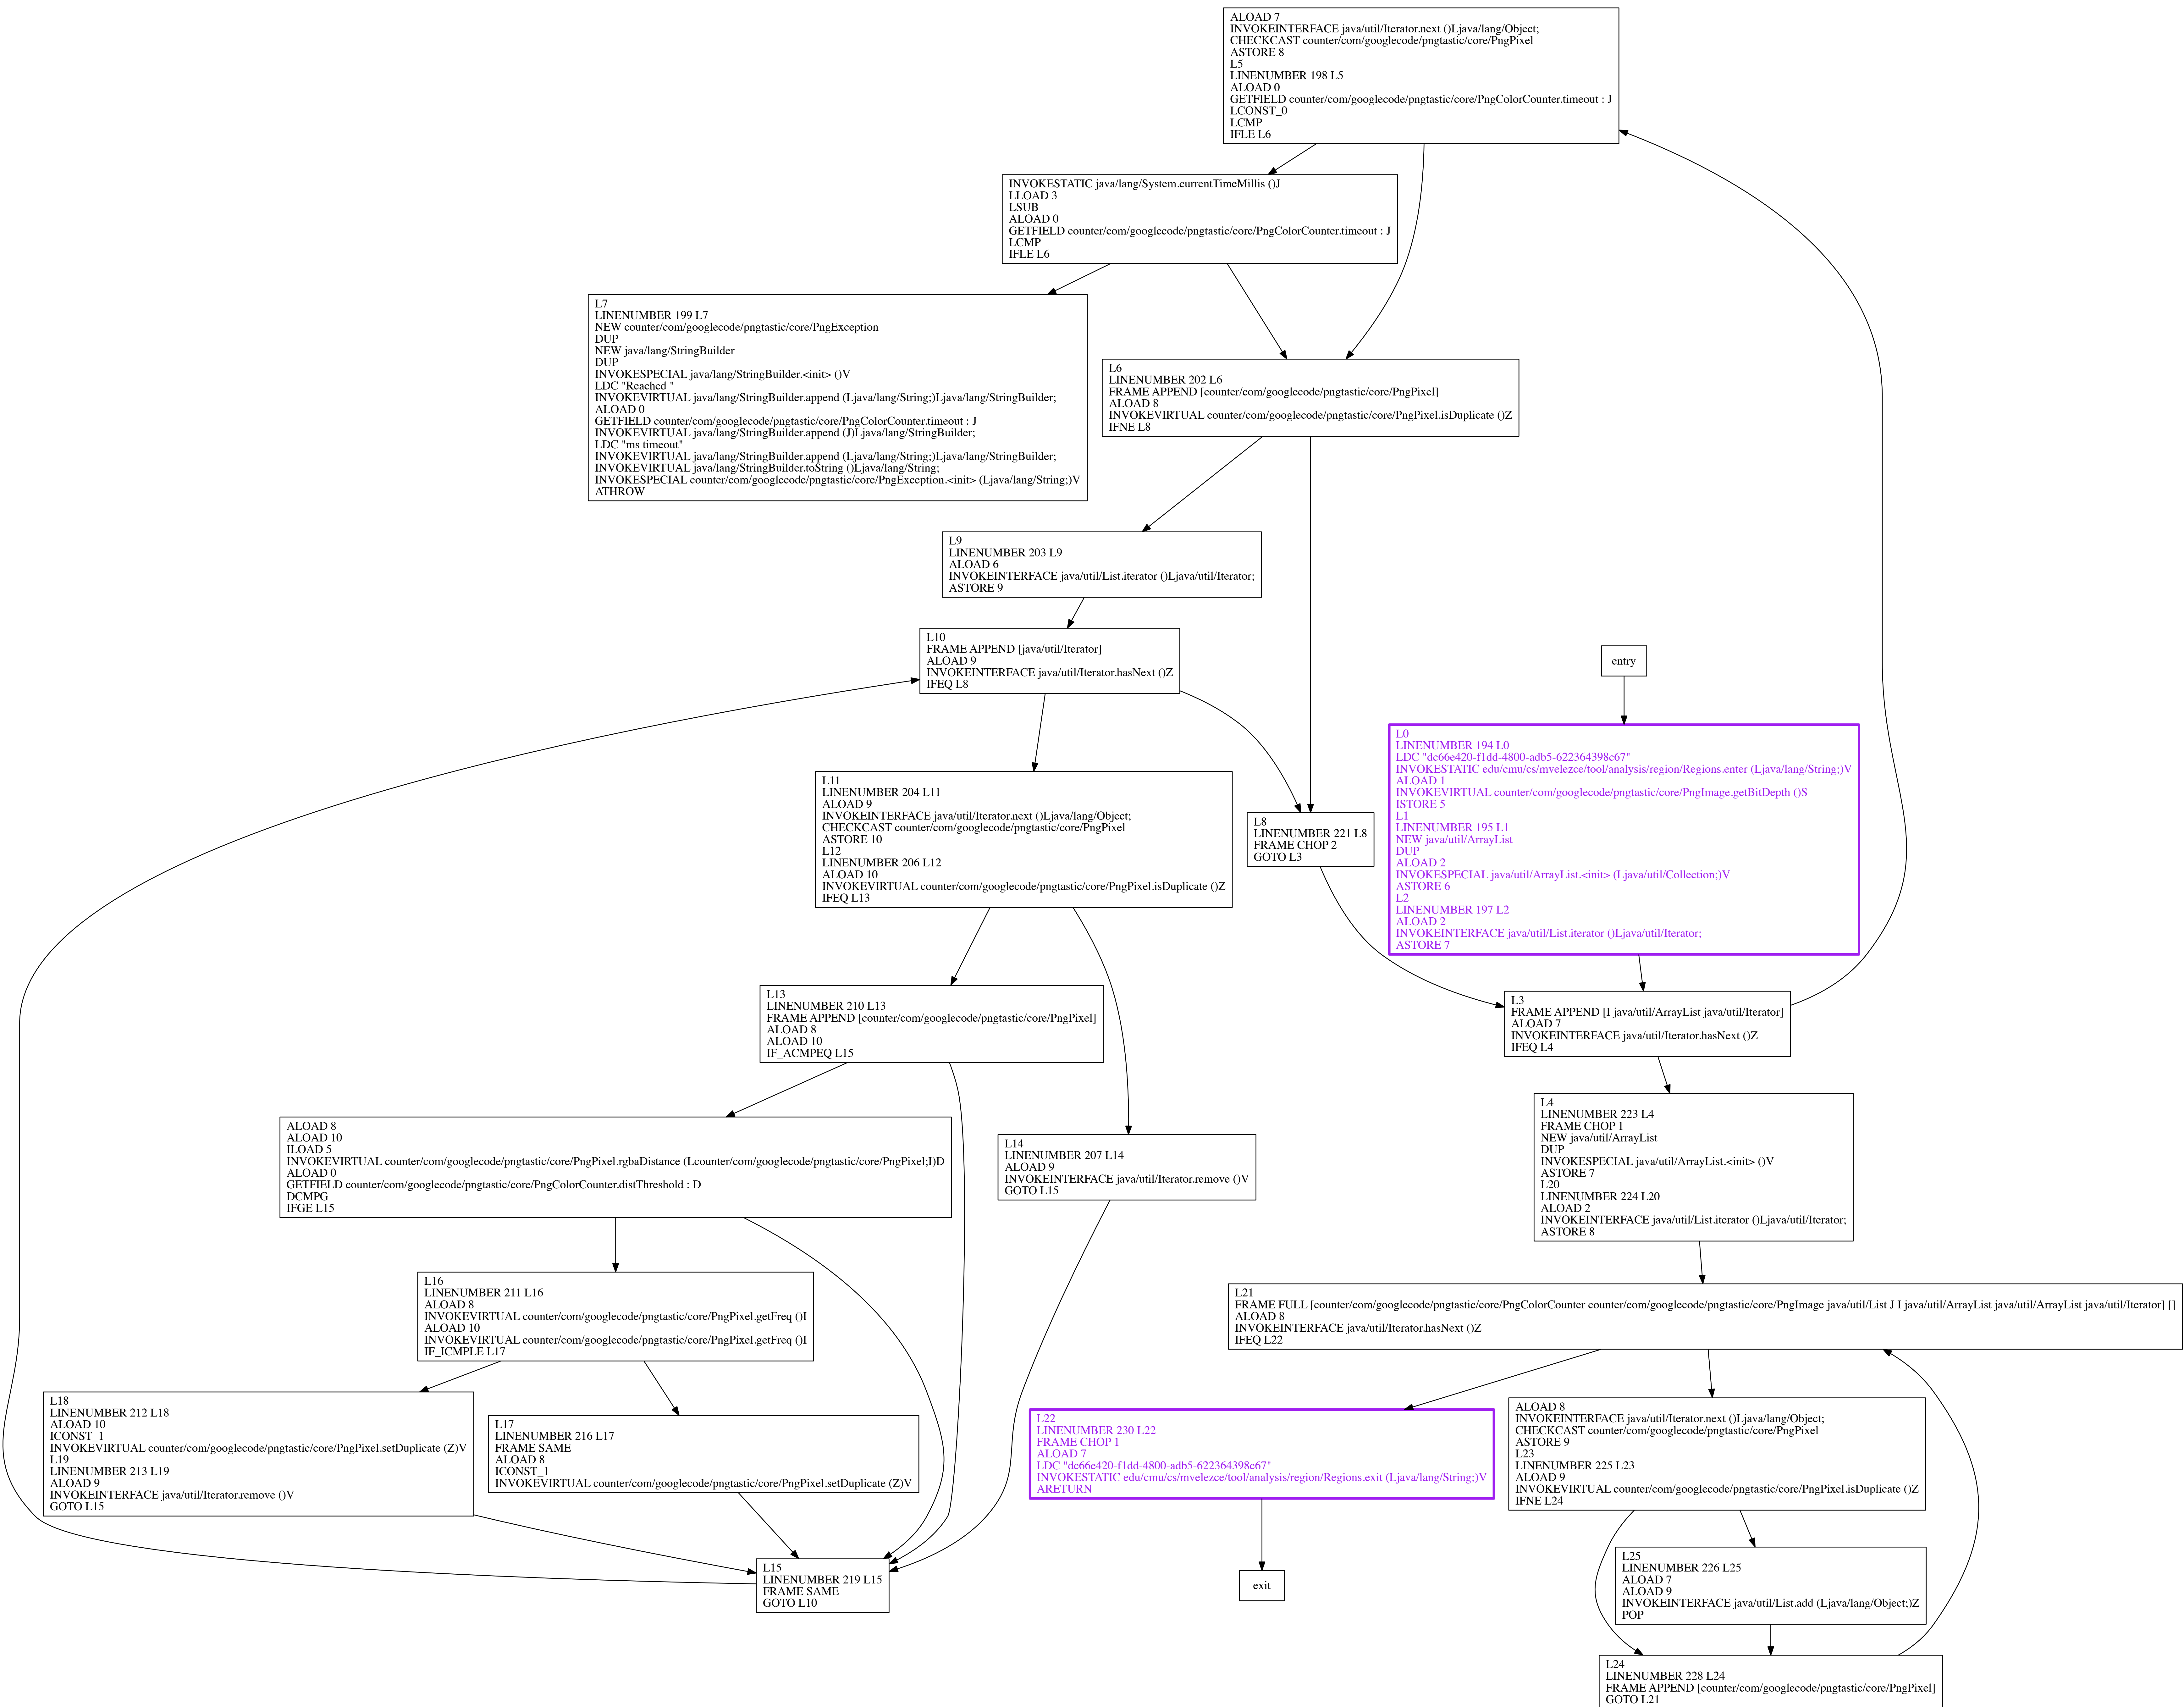 ALOAD 7
INVOKEINTERFACE java/util/Iterator.next ()Ljava/lang/Object;
CHECKCAST counter/com/googlecode/pngtastic/core/PngPixel
ASTORE 8
L5
LINENUMBER 198 L5
ALOAD 0
GETFIELD counter/com/googlecode/pngtastic/core/PngColorCounter.timeout : J
LCONST_0
LCMP
IFLE L6
INVOKESTATIC java/lang/System.currentTimeMillis ()J
LLOAD 3
LSUB
ALOAD 0
GETFIELD counter/com/googlecode/pngtastic/core/PngColorCounter.timeout : J
LCMP
IFLE L6
L7
LINENUMBER 199 L7
NEW counter/com/googlecode/pngtastic/core/PngException
DUP
NEW java/lang/StringBuilder
DUP
INVOKESPECIAL java/lang/StringBuilder.<init> ()V
LDC "Reached "
INVOKEVIRTUAL java/lang/StringBuilder.append (Ljava/lang/String;)Ljava/lang/StringBuilder;
ALOAD 0
GETFIELD counter/com/googlecode/pngtastic/core/PngColorCounter.timeout : J
INVOKEVIRTUAL java/lang/StringBuilder.append (J)Ljava/lang/StringBuilder;
LDC "ms timeout"
INVOKEVIRTUAL java/lang/StringBuilder.append (Ljava/lang/String;)Ljava/lang/StringBuilder;
INVOKEVIRTUAL java/lang/StringBuilder.toString ()Ljava/lang/String;
INVOKESPECIAL counter/com/googlecode/pngtastic/core/PngException.<init> (Ljava/lang/String;)V
ATHROW
L6
LINENUMBER 202 L6
FRAME APPEND [counter/com/googlecode/pngtastic/core/PngPixel]
ALOAD 8
INVOKEVIRTUAL counter/com/googlecode/pngtastic/core/PngPixel.isDuplicate ()Z
IFNE L8
L9
LINENUMBER 203 L9
ALOAD 6
INVOKEINTERFACE java/util/List.iterator ()Ljava/util/Iterator;
ASTORE 9
L10
FRAME APPEND [java/util/Iterator]
ALOAD 9
INVOKEINTERFACE java/util/Iterator.hasNext ()Z
IFEQ L8
entry
L0
LINENUMBER 194 L0
LDC "dc66e420-f1dd-4800-adb5-622364398c67"
INVOKESTATIC edu/cmu/cs/mvelezce/tool/analysis/region/Regions.enter (Ljava/lang/String;)V
ALOAD 1
INVOKEVIRTUAL counter/com/googlecode/pngtastic/core/PngImage.getBitDepth ()S
ISTORE 5
L1
LINENUMBER 195 L1
NEW java/util/ArrayList
DUP
ALOAD 2
INVOKESPECIAL java/util/ArrayList.<init> (Ljava/util/Collection;)V
ASTORE 6
L2
LINENUMBER 197 L2
ALOAD 2
INVOKEINTERFACE java/util/List.iterator ()Ljava/util/Iterator;
ASTORE 7
L11
LINENUMBER 204 L11
ALOAD 9
INVOKEINTERFACE java/util/Iterator.next ()Ljava/lang/Object;
CHECKCAST counter/com/googlecode/pngtastic/core/PngPixel
ASTORE 10
L12
LINENUMBER 206 L12
ALOAD 10
INVOKEVIRTUAL counter/com/googlecode/pngtastic/core/PngPixel.isDuplicate ()Z
IFEQ L13
L8
LINENUMBER 221 L8
FRAME CHOP 2
GOTO L3
L13
LINENUMBER 210 L13
FRAME APPEND [counter/com/googlecode/pngtastic/core/PngPixel]
ALOAD 8
ALOAD 10
IF_ACMPEQ L15
L3
FRAME APPEND [I java/util/ArrayList java/util/Iterator]
ALOAD 7
INVOKEINTERFACE java/util/Iterator.hasNext ()Z
IFEQ L4
L4
LINENUMBER 223 L4
FRAME CHOP 1
NEW java/util/ArrayList
DUP
INVOKESPECIAL java/util/ArrayList.<init> ()V
ASTORE 7
L20
LINENUMBER 224 L20
ALOAD 2
INVOKEINTERFACE java/util/List.iterator ()Ljava/util/Iterator;
ASTORE 8
ALOAD 8
ALOAD 10
ILOAD 5
INVOKEVIRTUAL counter/com/googlecode/pngtastic/core/PngPixel.rgbaDistance (Lcounter/com/googlecode/pngtastic/core/PngPixel;I)D
ALOAD 0
GETFIELD counter/com/googlecode/pngtastic/core/PngColorCounter.distThreshold : D
DCMPG
IFGE L15
L14
LINENUMBER 207 L14
ALOAD 9
INVOKEINTERFACE java/util/Iterator.remove ()V
GOTO L15
L16
LINENUMBER 211 L16
ALOAD 8
INVOKEVIRTUAL counter/com/googlecode/pngtastic/core/PngPixel.getFreq ()I
ALOAD 10
INVOKEVIRTUAL counter/com/googlecode/pngtastic/core/PngPixel.getFreq ()I
IF_ICMPLE L17
L21
FRAME FULL [counter/com/googlecode/pngtastic/core/PngColorCounter counter/com/googlecode/pngtastic/core/PngImage java/util/List J I java/util/ArrayList java/util/ArrayList java/util/Iterator] []
ALOAD 8
INVOKEINTERFACE java/util/Iterator.hasNext ()Z
IFEQ L22
L18
LINENUMBER 212 L18
ALOAD 10
ICONST_1
INVOKEVIRTUAL counter/com/googlecode/pngtastic/core/PngPixel.setDuplicate (Z)V
L19
LINENUMBER 213 L19
ALOAD 9
INVOKEINTERFACE java/util/Iterator.remove ()V
GOTO L15
L17
LINENUMBER 216 L17
FRAME SAME
ALOAD 8
ICONST_1
INVOKEVIRTUAL counter/com/googlecode/pngtastic/core/PngPixel.setDuplicate (Z)V
L22
LINENUMBER 230 L22
FRAME CHOP 1
ALOAD 7
LDC "dc66e420-f1dd-4800-adb5-622364398c67"
INVOKESTATIC edu/cmu/cs/mvelezce/tool/analysis/region/Regions.exit (Ljava/lang/String;)V
ARETURN
ALOAD 8
INVOKEINTERFACE java/util/Iterator.next ()Ljava/lang/Object;
CHECKCAST counter/com/googlecode/pngtastic/core/PngPixel
ASTORE 9
L23
LINENUMBER 225 L23
ALOAD 9
INVOKEVIRTUAL counter/com/googlecode/pngtastic/core/PngPixel.isDuplicate ()Z
IFNE L24
L15
LINENUMBER 219 L15
FRAME SAME
GOTO L10
exit
L25
LINENUMBER 226 L25
ALOAD 7
ALOAD 9
INVOKEINTERFACE java/util/List.add (Ljava/lang/Object;)Z
POP
L24
LINENUMBER 228 L24
FRAME APPEND [counter/com/googlecode/pngtastic/core/PngPixel]
GOTO L21